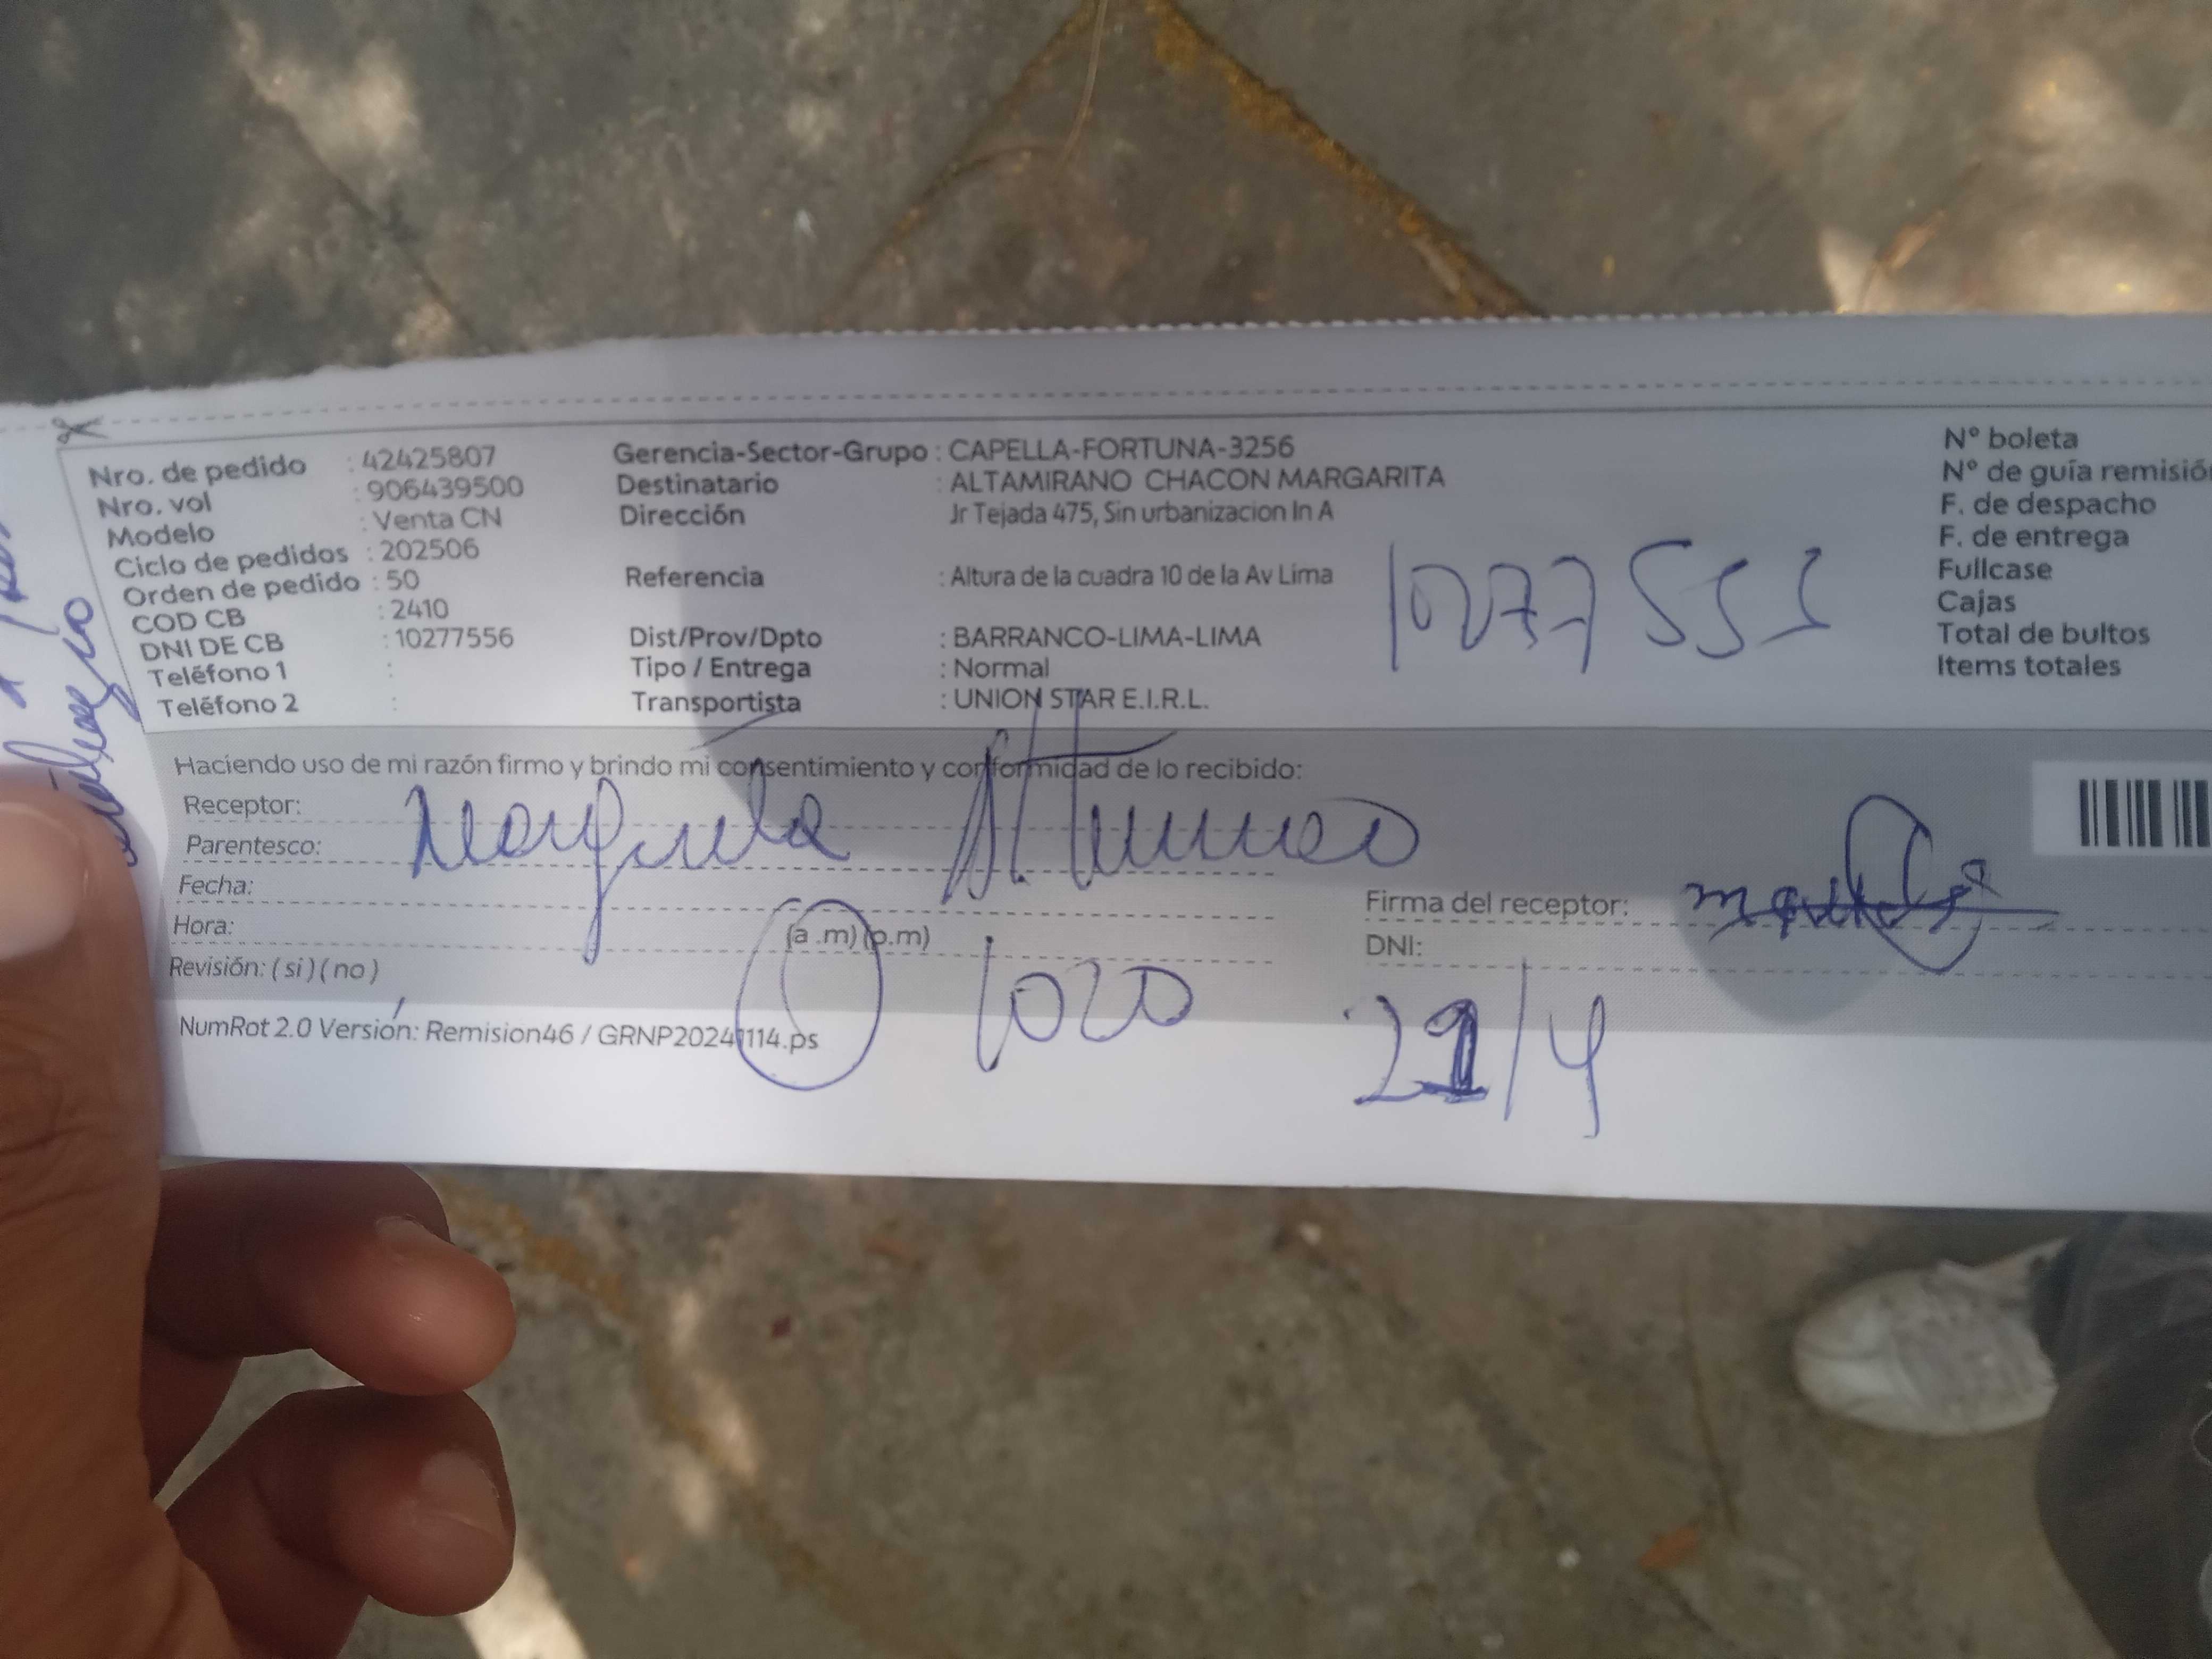 Nro. de pedido : 42425807
Nro. vol : 906439500
Modelo : Venta CN
Ciclo de pedidos : 202506
Orden de pedido : 50
COD CB : 2410
DNI DE CB : 10277556
Teléfono 1 :
Teléfono 2 :
Gerencia-Sector-Grupo : CAPELLA-FORTUNA-3256
Destinatario : ALTAMIRANO CHACON MARGARITA
Dirección Jr Tejada 475, Sin urbanizacion In A
Referencia : Altura de la cuadra 10 de la Av Lima
Dist/Prov/Dpto : BARRANCO-LIMA-LIMA
Tipo / Entrega : Normal
Transportista : UNION STAR E.I.R.L.
Nº boleta
Nº de guía remisió
F. de despacho
F. de entrega
Fullcase
Cajas
Total de bultos
Items totales
Haciendo uso de mi razón firmo y brindo mi consentimiento y conformidad de lo recibido:
Receptor:
Parentesco: Margarita
Fecha:
Hora: (a .m) (p.m)
Revisión: ( si ) ( no )
1020
Firma del receptor:
DNI:
21/4
NumRot 2.0 Versión: Remision46 / GRNP20241114.ps